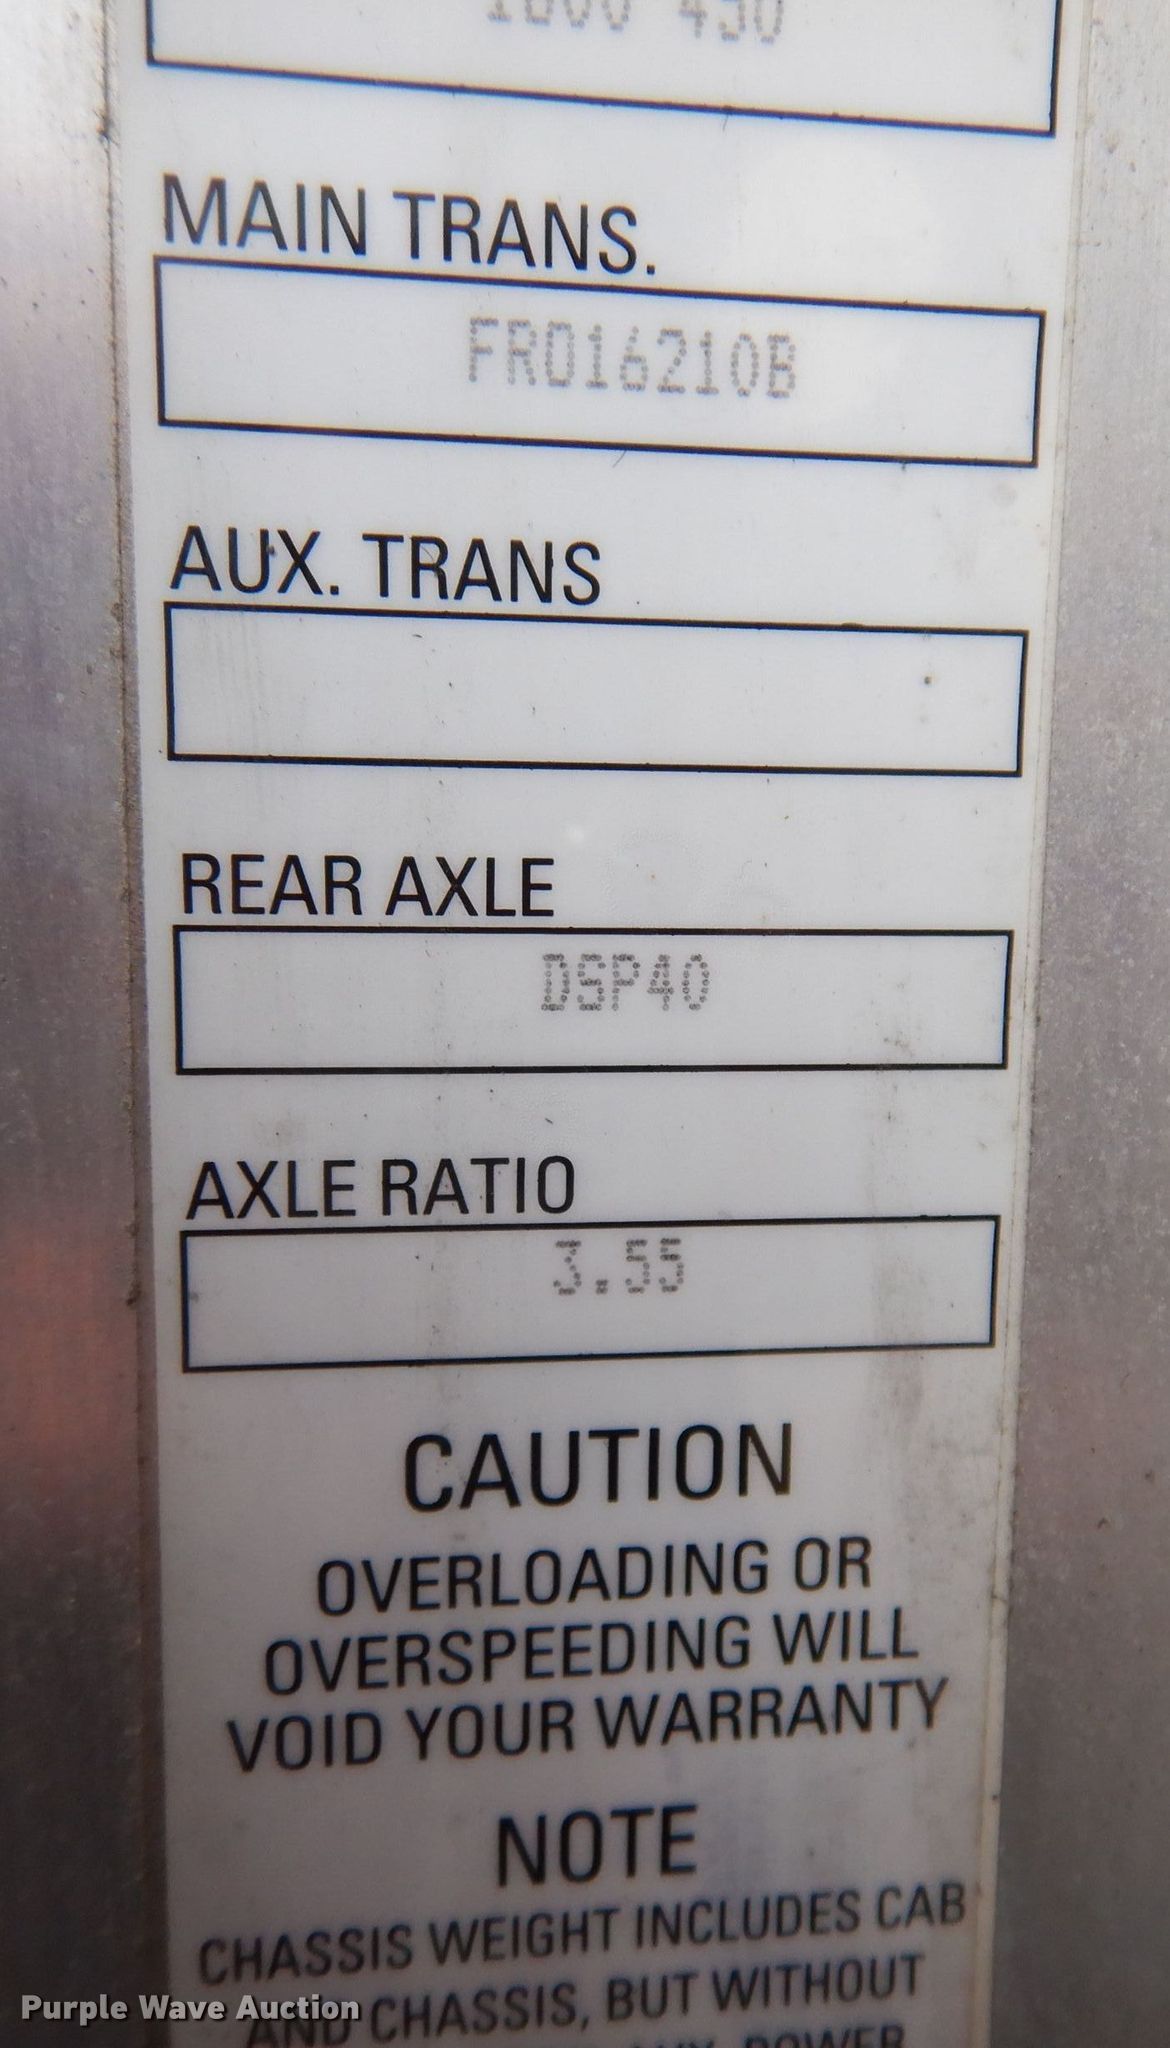 MAIN TRANS.
FRO16210B
AUX. TRANS
REAR AXLE
DSP40
AXLE RATIO
3.55
CAUTION
OVERLOADING OR
OVERSPEEDING WILL
VOID YOUR WARRANTY
NOTE
CHASSIS WEIGHT INCLUDES CAB
AND CHASSIS, BUT WITHOUT
Purple Wave Auction